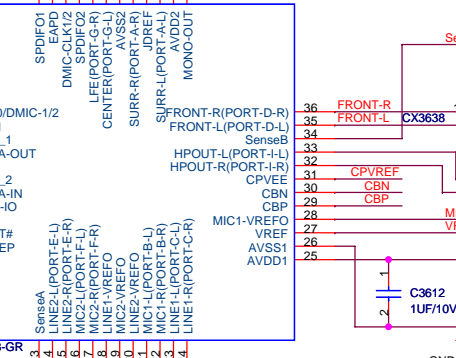 SPDIFO1
EAPD
DMIC-CLK1/2
SPDIFO2
LFE(PORT-G-R)
CENTER(PORT-G-L)
AVSS2
SURR-R(PORT-A-R)
JDREF
SURR-L(PORT-A-L)
AVDD2
MONO-OUT
0/DMIC-1/2
_1
A-OUT
_2
A-IN
-IO
T#
EP
FRONT-R(PORT-D-R) 36 FRONT-R
FRONT-L(PORT-D-L) 35 FRONT-L CX3638
SenseB 34
HPOUT-L(PORT-I-L) 33
HPOUT-R(PORT-I-R) 32
CPVEE 31 CPVREF
CBN 30 CBN
CBP 29 CBP
MIC1-VREFO 28
VREF 27
AVSS1 26
AVDD1 25
SenseA
LINE2-L(PORT-E-L)
LINE2-R(PORT-E-R)
MIC2-L(PORT-F-L)
MIC2-R(PORT-F-R)
LINE1-VREFO
MIC2-VREFO
LINE2-VREFO
MIC1-L(PORT-B-L)
MIC1-R(PORT-B-R)
LINE1-L(PORT-C-L)
LINE1-R(PORT-C-R)
1
2
C3612
1UF/10V
-GR
Se